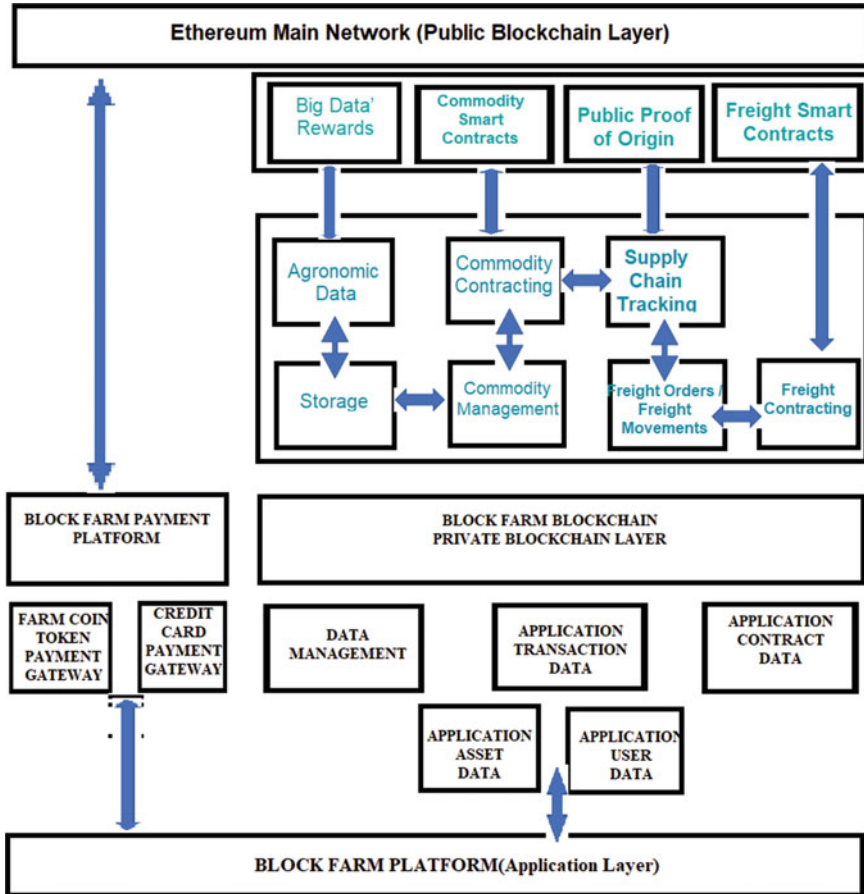 Ethereum Main Network (Public Blockchain Layer)
Big Data'
Rewards
Commodity
Smart
Contracts
Public Proof
of Origin
Freight Smart
Contracts
Agronomic
Data
Commodity
Contracting
Supply
Chain
Tracking
Storage
Commodity
Management
Freight Orders /
Freight
Movements
Freight
Contracting
BLOCK FARM PAYMENT
PLATFORM
BLOCK FARM BLOCKCHAIN
PRIVATE BLOCKCHAIN LAYER
FARM COIN
TOKEN
PAYMENT
GATEWAY
CREDIT
CARD
PAYMENT
GATEWAY
DATA
MANAGEMENT
APPLICATION
TRANSACTION
DATA
APPLICATION
CONTRACT
DATA
APPLICATION
ASSET
DATA
APPLICATION
USER
DATA
BLOCK FARM PLATFORM(Application Layer)